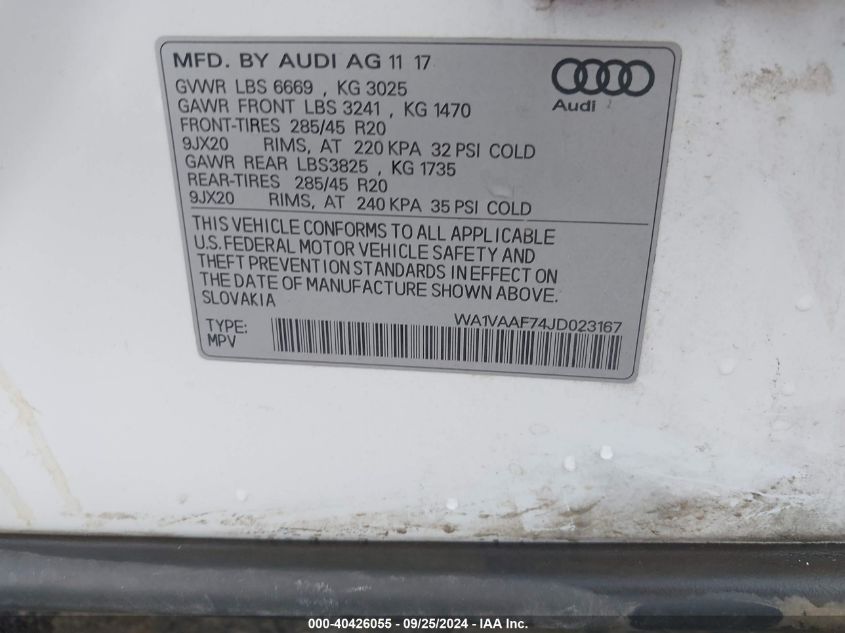 MFD. BY AUDI AG 11 17
GVWR LBS 6669 , KG 3025
GAWR FRONT LBS 3241 , KG 1470
FRONT-TIRES 285/45 R20
9JX20 RIMS, AT 220 KPA 32 PSI COLD
GAWR REAR LBS3825 , KG 1735
REAR-TIRES 285/45 R20
9JX20 RIMS, AT 240 KPA 35 PSI COLD
Audi
THIS VEHICLE CONFORMS TO ALL APPLICABLE
U.S. FEDERAL MOTOR VEHICLE SAFETY AND
THEFT PREVENTION STANDARDS IN EFFECT ON
THE DATE OF MANUFACTURE SHOWN ABOVE.
SLOVAKIA
WA1VAAF74JD023167
TYPE:
MPV
000-40426055 - 09/25/2024 - IAA Inc.